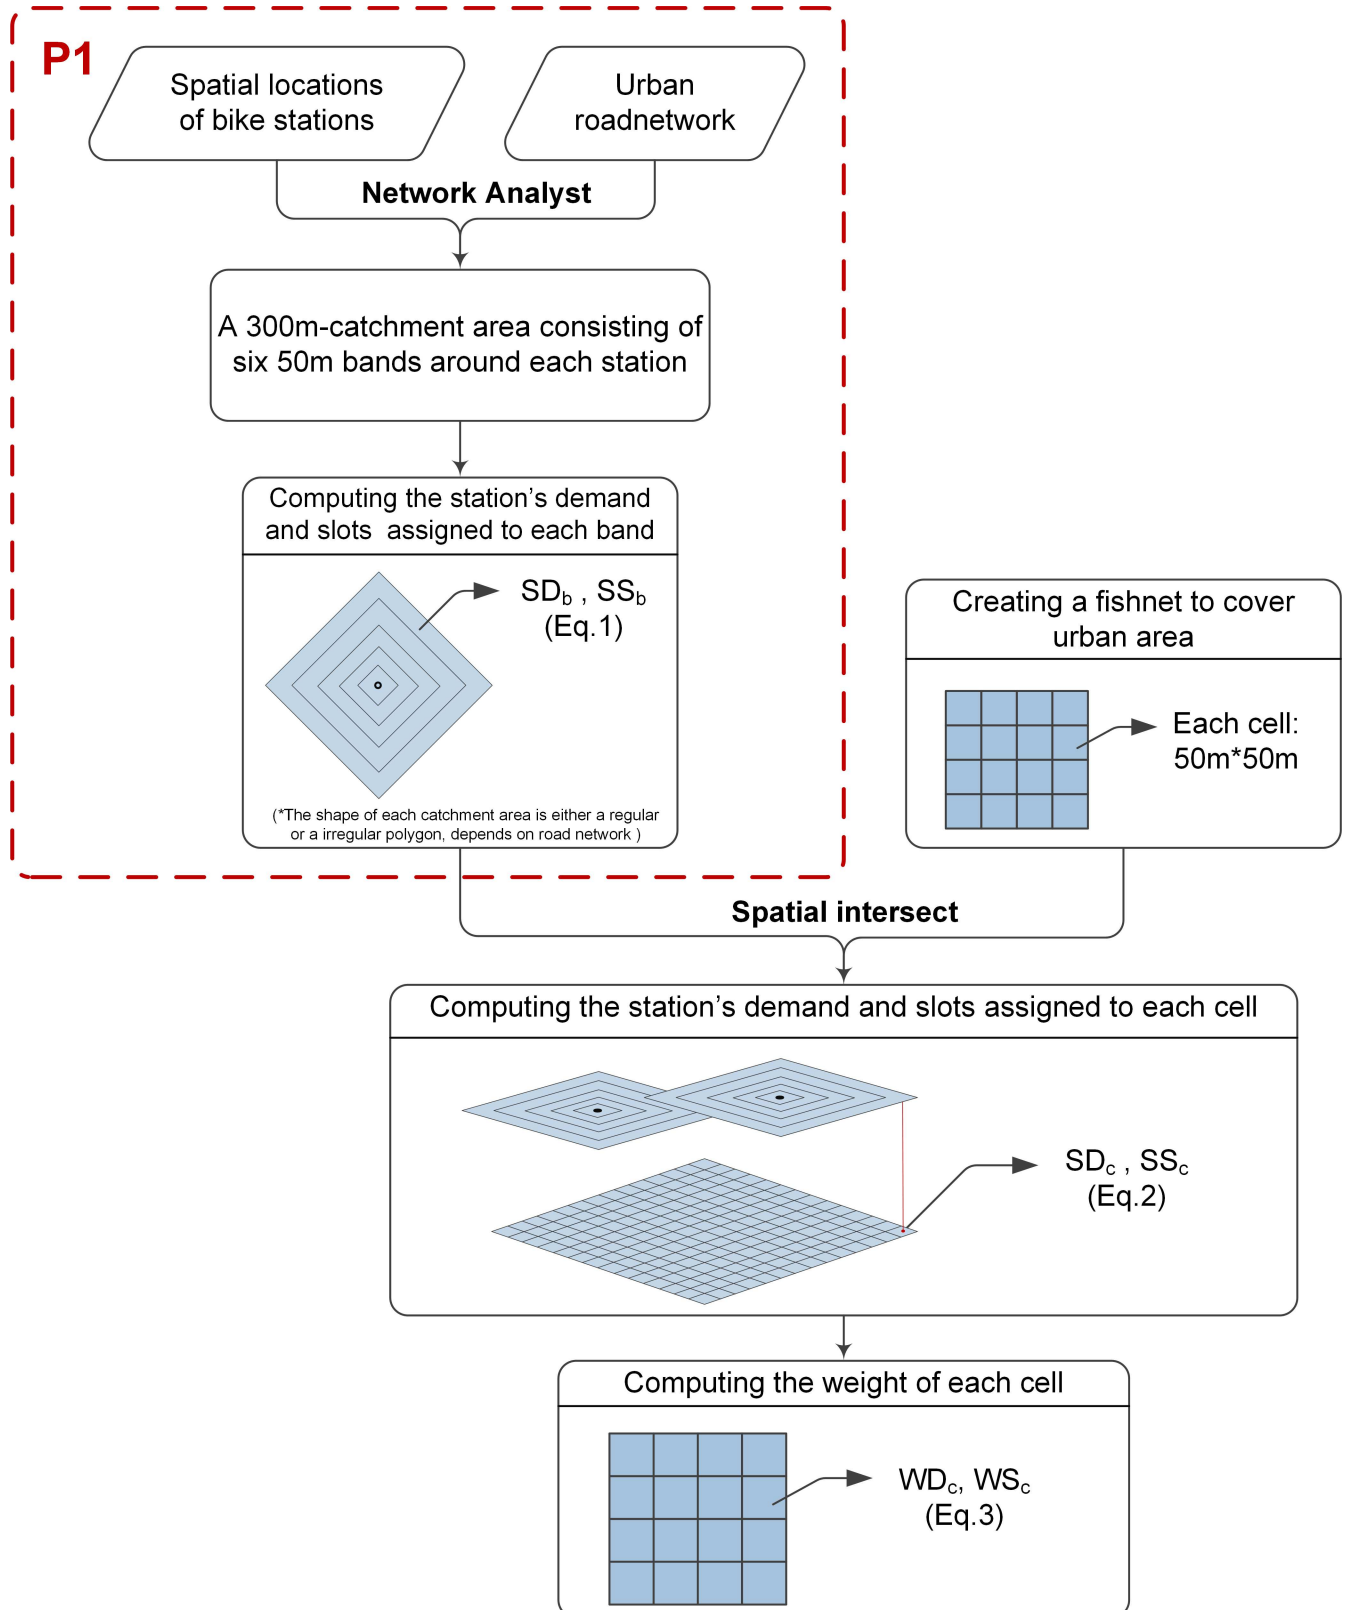 P1
Spatial locations
of bike stations
Urban
roadnetwork
Network Analyst
A 300m-catchment area consisting of
six 50m bands around each station
Computing the station’s demand
and slots  assigned to each band
SDb , SSb
(Eq.1)
(*The shape of each catchment area is either a regular
or a irregular polygon, depends on road network )
Creating a fishnet to cover
urban area
Each cell:
50m*50m
Spatial intersect
Computing the station’s demand and slots assigned to each cell
SDc , SSc
(Eq.2)
Computing the weight of each cell
WDc, WSc
(Eq.3)